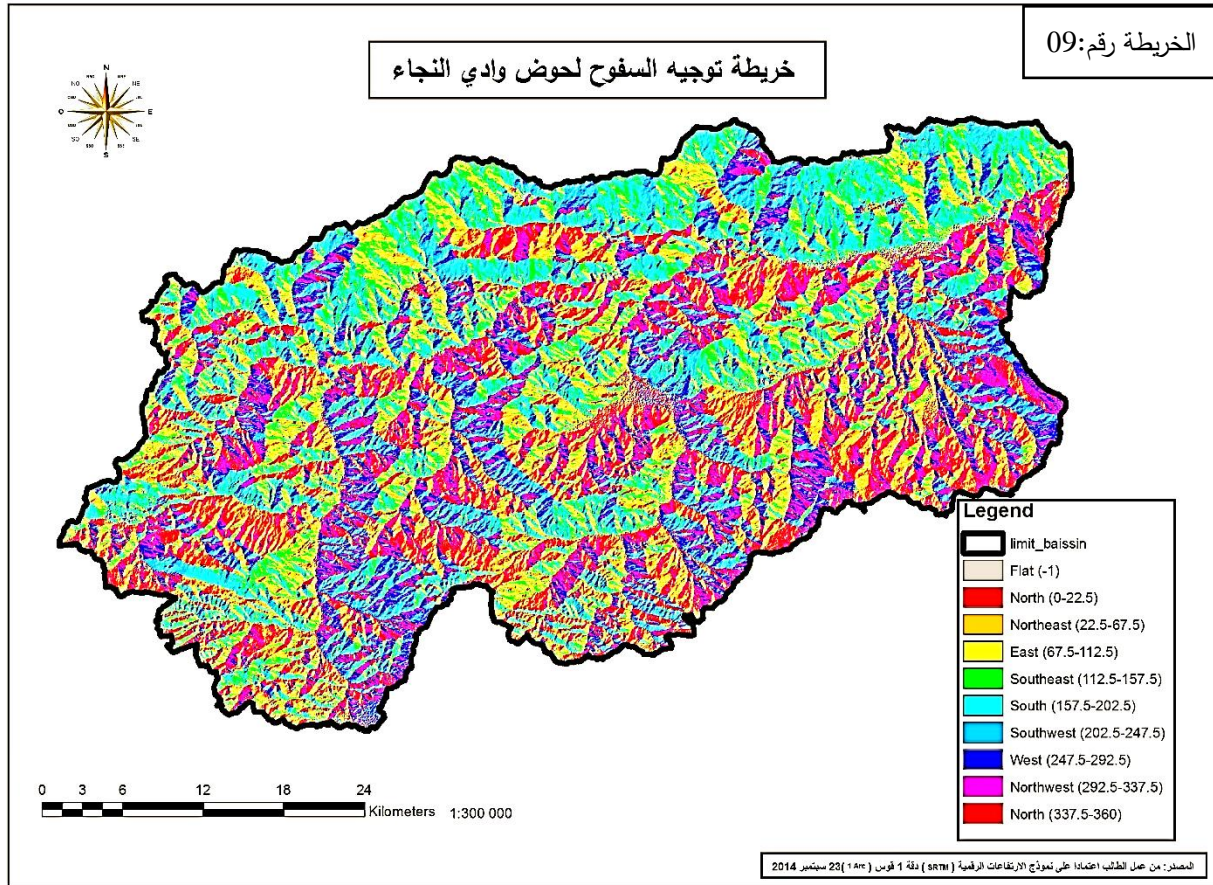 الخريطة رقم:09
خريطة توجيه السفوح لحوض وادي النجاء
N
NE
E
SE
S
SO
O
NO
Legend
limit_baissin
Flat (-1)
North (0-22.5)
Northeast (22.5-67.5)
East (67.5-112.5)
Southeast (112.5-157.5)
South (157.5-202.5)
Southwest (202.5-247.5)
West (247.5-292.5)
Northwest (292.5-337.5)
North (337.5-360)
0 3 6 12 18 24
Kilometers 1:300 000
المصدر: من عمل الطالب اعتمادا على نموذج الارتفاعات الرقمية ( SRTM ) دقة 1 قوس ( 1 Arc )23 سبتمبر 2014